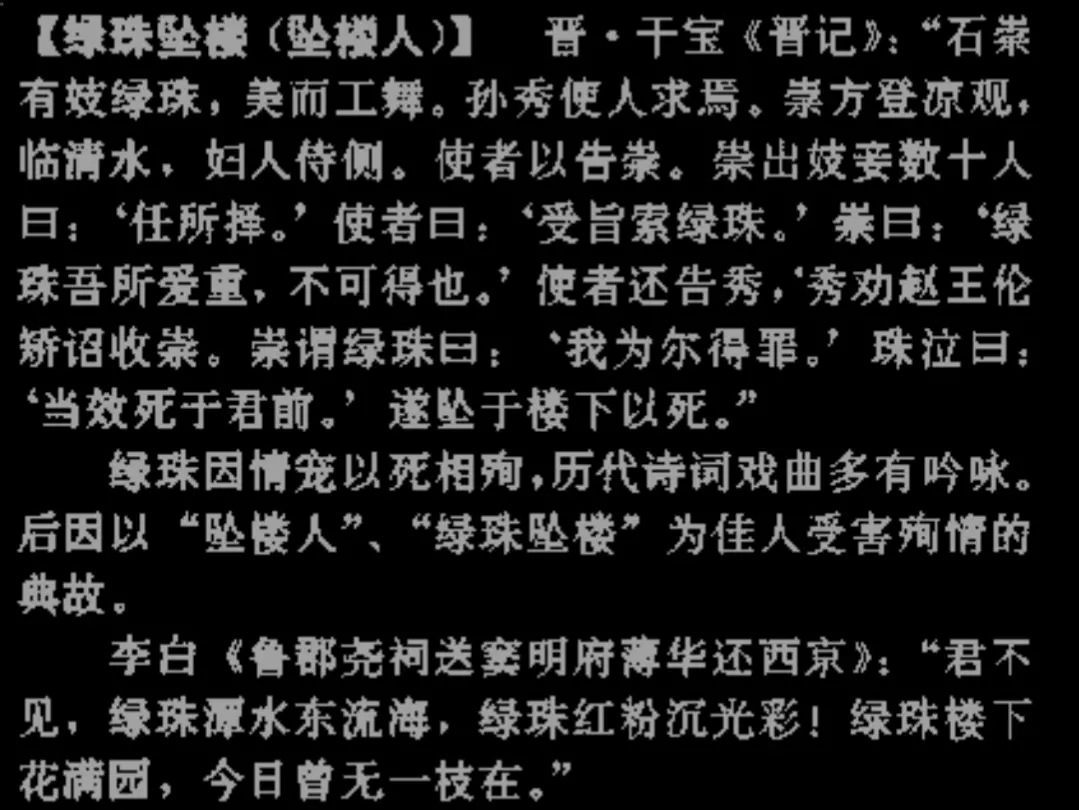 【绿珠坠楼（坠楼人）】　晋·干宝《晋记》：“石崇
有妓绿珠，美而工舞。孙秀使人求焉。崇方登凉观，
临清水，妇人侍侧。使者以告崇。崇出妓妾数十人
曰：‘任所择。’使者曰：‘受旨索绿珠。’崇曰：‘绿
珠吾所爱重，不可得也。’使者还告秀，‘秀劝赵王伦
矫诏收崇。崇谓绿珠曰：‘我为尔得罪。’珠泣曰：
‘当效死于君前。’遂坠于楼下以死。”
绿珠因情宠以死相殉，历代诗词戏曲多有吟咏。
后因以“坠楼人”、“绿珠坠楼”为佳人受害殉情的
典故。
李白《鲁郡尧祠送窦明府薄华还西京》：“君不
见，绿珠潭水东流海，绿珠红粉沉光彩！绿珠楼下
花满园，今日曾无一枝在。”